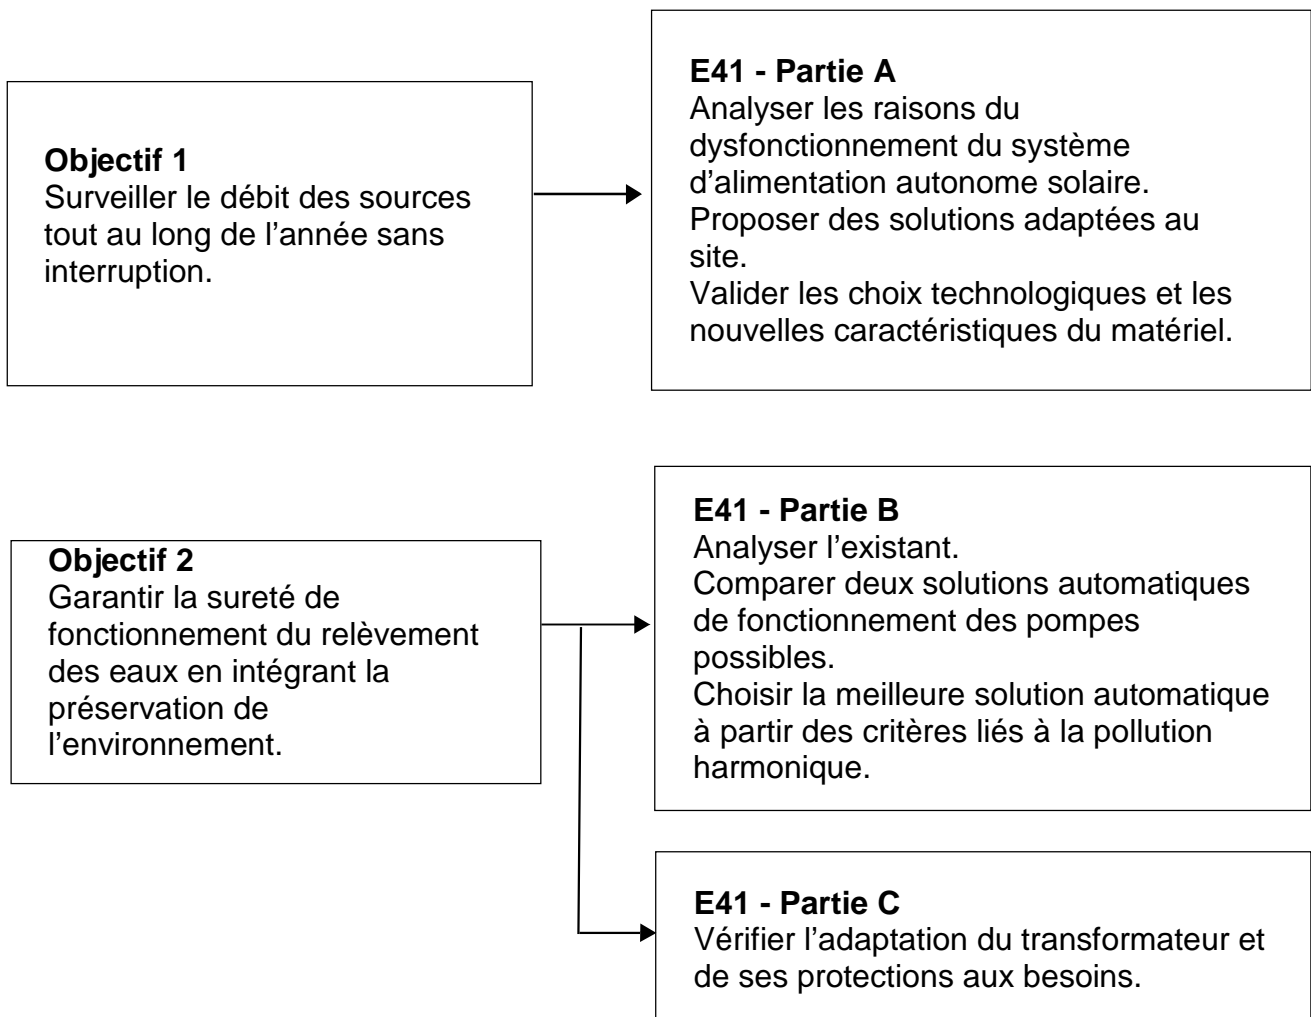 Objectif 1
Surveiller le débit des sources
tout au long de l’année sans
interruption.
E41 - Partie A
Analyser les raisons du
dysfonctionnement du système
d’alimentation autonome solaire.
Proposer des solutions adaptées au
site.
Valider les choix technologiques et les
nouvelles caractéristiques du matériel.
Objectif 2
Garantir la sureté de
fonctionnement du relèvement
des eaux en intégrant la
préservation de
l’environnement.
E41 - Partie B
Analyser l’existant.
Comparer deux solutions automatiques
de fonctionnement des pompes
possibles.
Choisir la meilleure solution automatique
à partir des critères liés à la pollution
harmonique.
E41 - Partie C
Vérifier l’adaptation du transformateur et
de ses protections aux besoins.